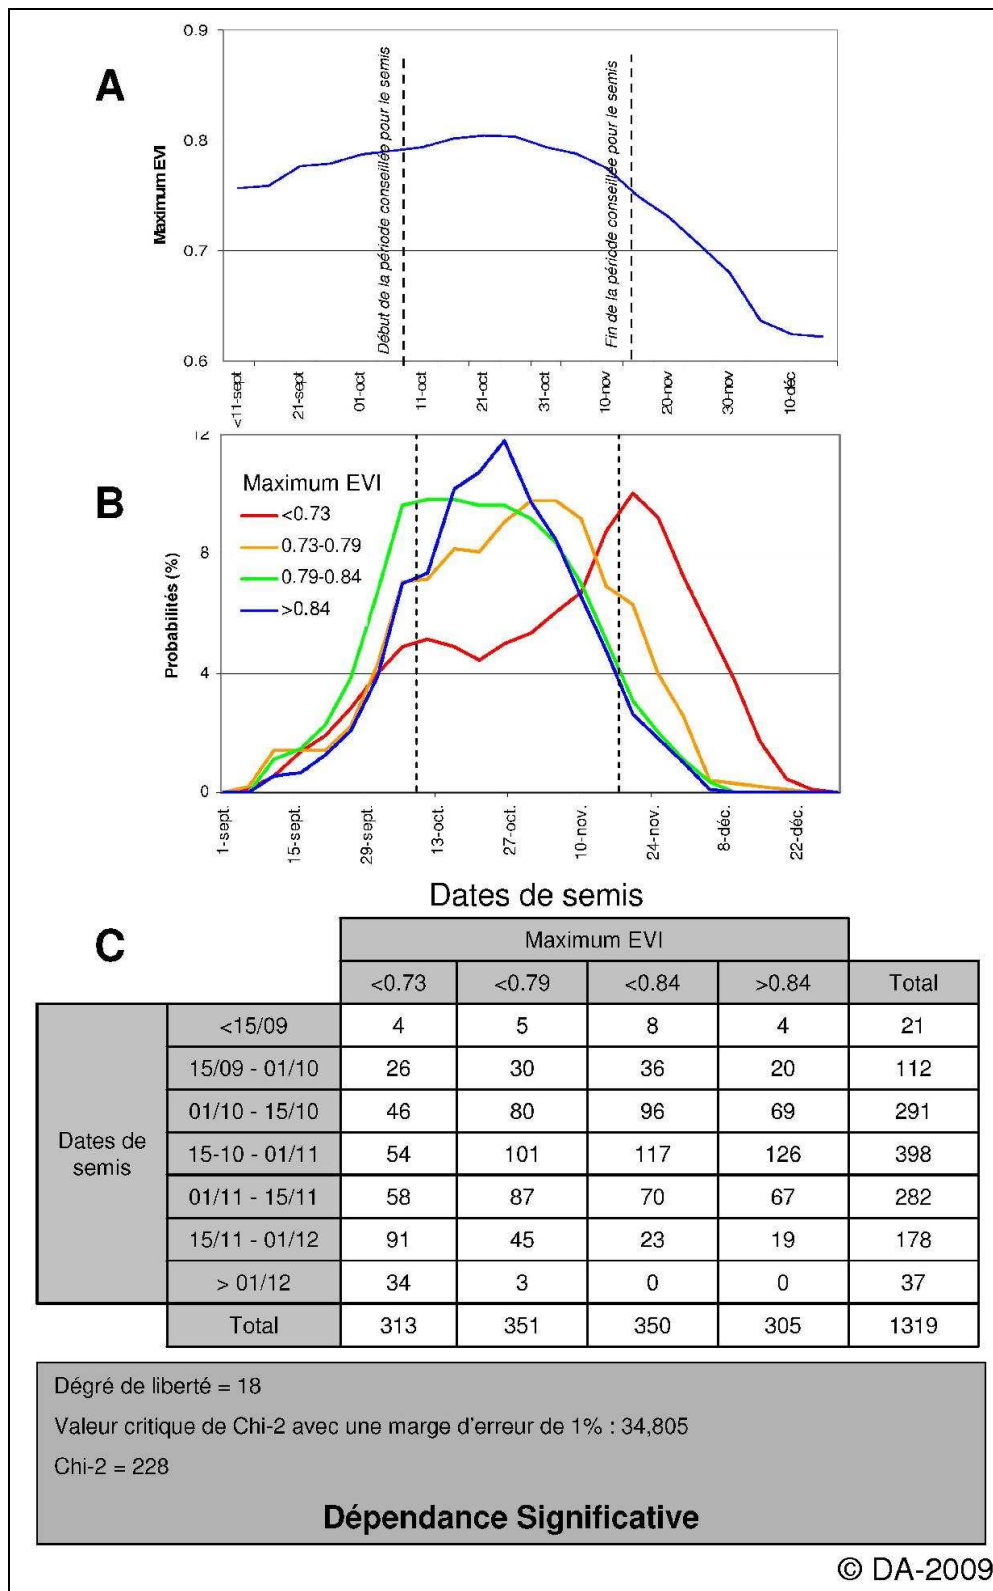 A
Maximum EVI
0.9
0.8
0.7
0.6
Début de la période conseillée pour le semis
Fin de la période conseillée pour le semis
<11-sept
21-sept
01-oct
11-oct
21-oct
31-oct
10-nov
20-nov
30-nov
10-déc
B
Probabilités (%)
12
8
4
0
Maximum EVI
<0.73
0.73-0.79
0.79-0.84
>0.84
1-sept.
15-sept.
29-sept.
13-oct.
27-oct.
10-nov.
24-nov.
8-déc.
22-déc.
Dates de semis
C
Maximum EVI
<0.73 <0.79 <0.84 >0.84 Total
Dates de semis
<15/09 4 5 8 4 21
15/09 - 01/10 26 30 36 20 112
01/10 - 15/10 46 80 96 69 291
15-10 - 01/11 54 101 117 126 398
01/11 - 15/11 58 87 70 67 282
15/11 - 01/12 91 45 23 19 178
> 01/12 34 3 0 0 37
Total 313 351 350 305 1319
Dégré de liberté = 18
Valeur critique de Chi-2 avec une marge d'erreur de 1% : 34,805
Chi-2 = 228
Dépendance Significative
© DA-2009